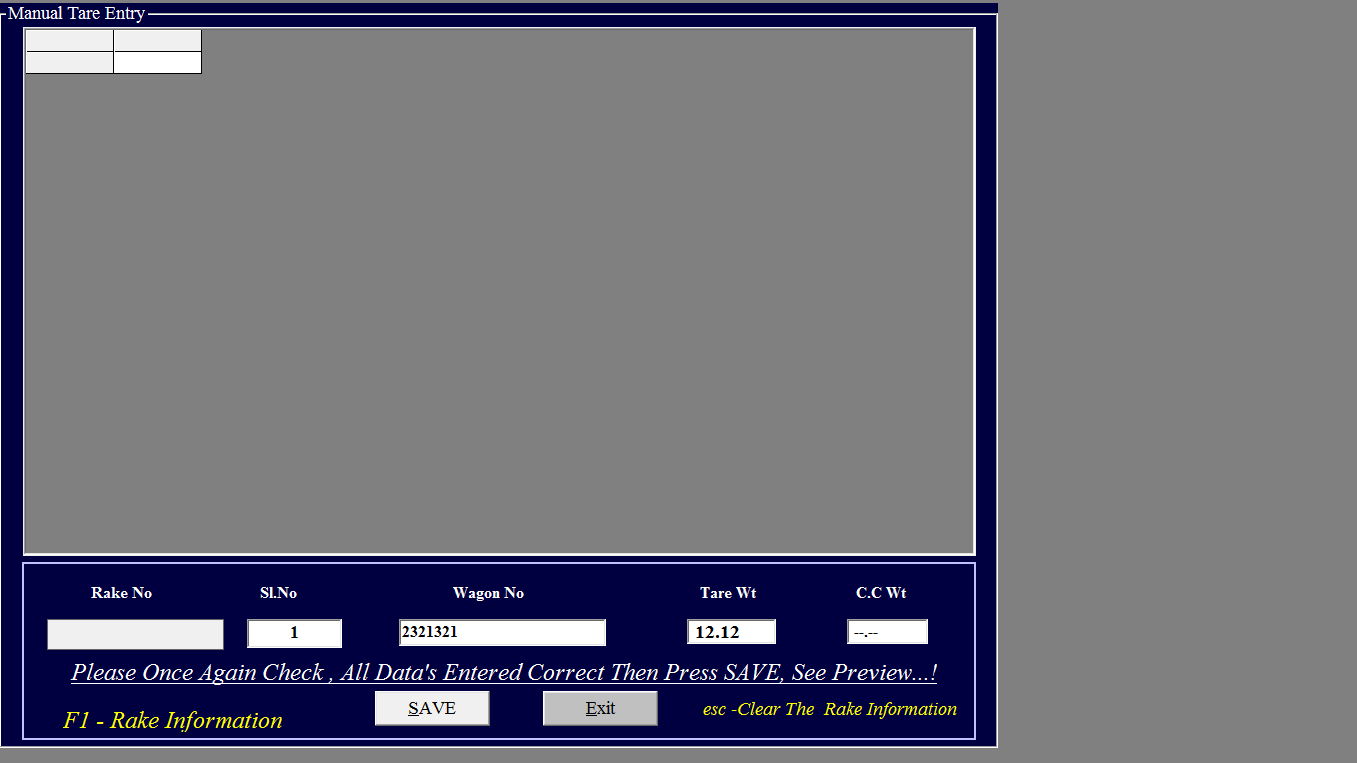 Manual Tare Entry
Rake No Sl.No Wagon No Tare Wt C.C Wt
1 2321321 12.12 --.--
Please Once Again Check , All Data's Entered Correct Then Press SAVE, See Preview...!
F1 - Rake Information SAVE Exit esc -Clear The  Rake Information